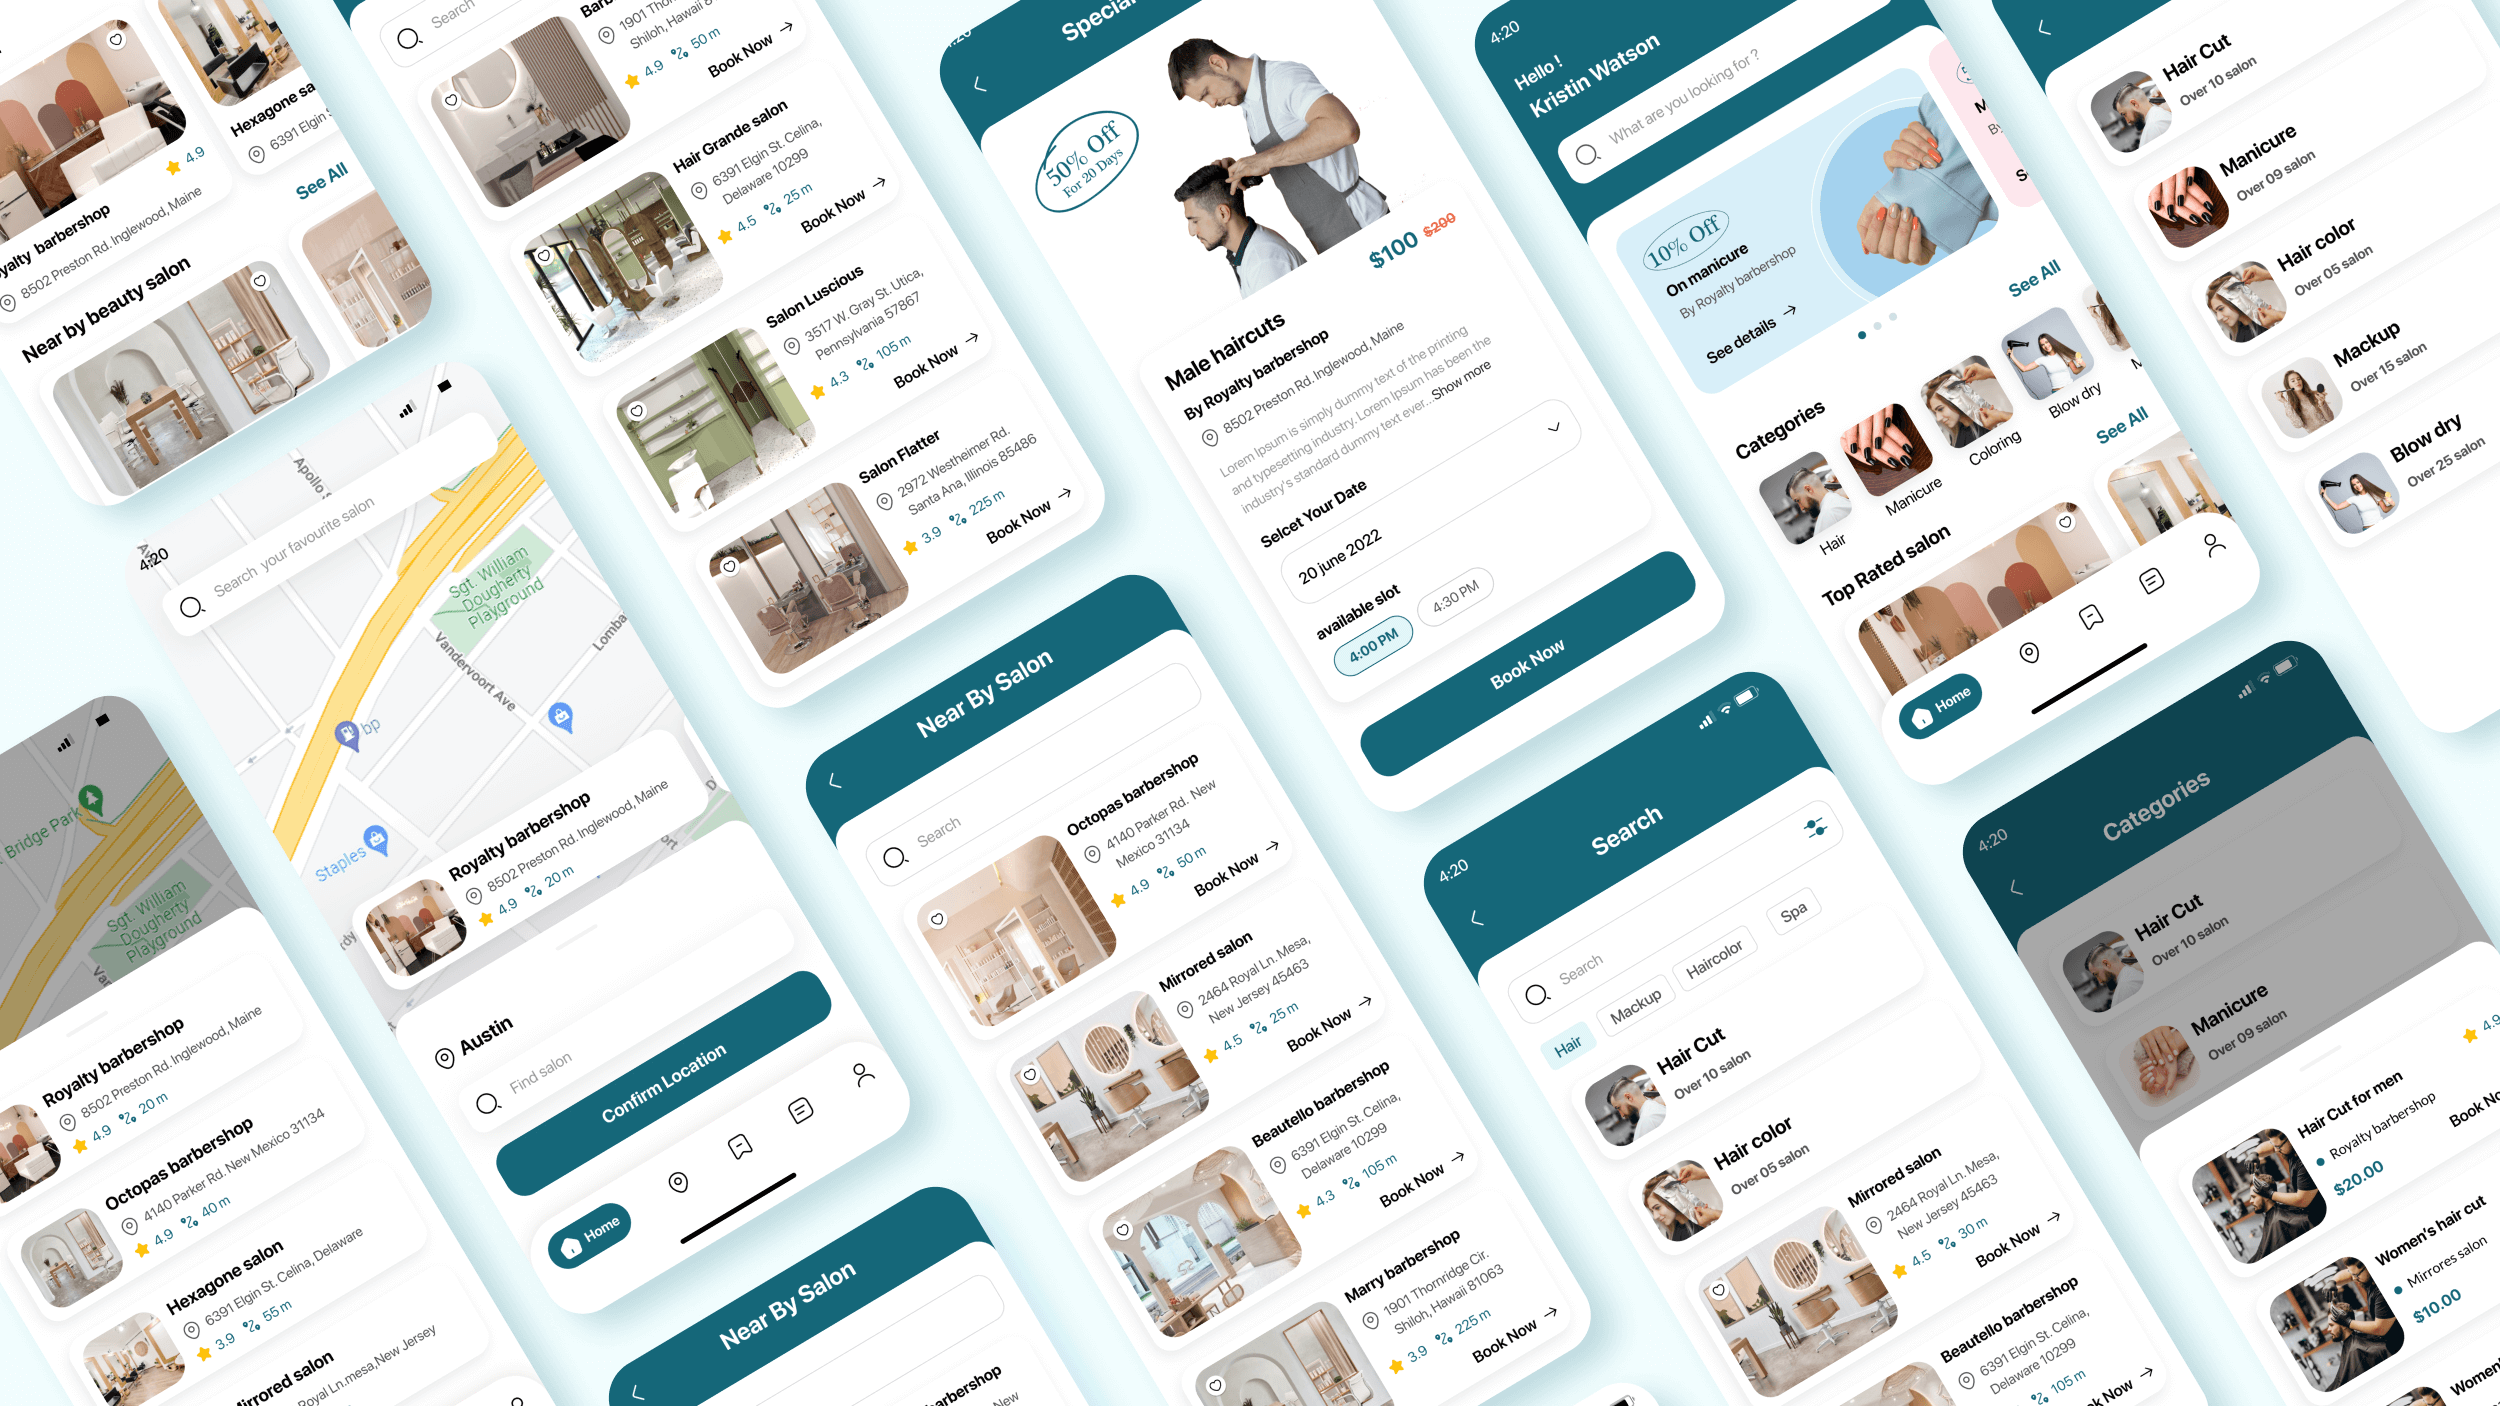 4.9
yalty barbershop
8502 Preston Rd. Inglewood, Maine
Hexagone sa
6391 Elgin S
See All
Near by beauty salon
Search
Barb
1901 Thornri
Shiloh, Hawaii 8
4.9 50 m
Book Now
Hair Grande salon
6391 Elgin St. Celina,
Delaware 10299
4.5 25 m
Book Now
Salon Luscious
3517 W. Gray St. Utica,
Pennsylvania 57867
4.3 105 m
Book Now
Salon Flatter
2972 Westheimer Rd.
Santa Ana, Illinois 85486
3.9 225 m
Book Now
Special
50% Off
For 20 Days
$100 $200
Male haircuts
By Royalty barbershop
8502 Preston Rd. Inglewood, Maine
Lorem Ipsum is simply dummy text of the printing
and typesetting industry. Lorem Ipsum has been the
industry's standard dummy text ever...Show more
Selcet Your Date
20 june 2022
available slot
4:00 PM
4:30 PM
Book Now
4:20
Hello !
Kristin Watson
What are you looking for ?
10% Off
On manicure
By Royalty barbershop
See details
M
By
S
See All
Categories
Hair
Manicure
Coloring
Blow dry
M
See All
Top Rated salon
Home
Hair Cut
Over 10 salon
Manicure
Over 09 salon
Hair color
Over 05 salon
Mackup
Over 15 salon
Blow dry
Over 25 salon
4:20
Search your favourite salon
Apollo S
Sgt. William
Dougherty
Playground
Vandervoort Ave
Lomba
bp
Staples
Royalty barbershop
8502 Preston Rd. Inglewood, Maine
4.9 20 m
Austin
Find salon
Confirm Location
Home
Bridge Park
Sgt. William
Dougherty
Playground
Van
Royalty barbershop
8502 Preston Rd. Inglewood, Maine
4.9 20 m
Octopas barbershop
4140 Parker Rd. New Mexico 31134
4.9 40 m
Hexagone salon
6391 Elgin St. Celina, Delaware
3.9 55 m
irrored salon
Royal Ln.mesa,New Jersey
Near By Salon
Search
Octopas barbershop
4140 Parker Rd. New
Mexico 31134
4.9 50 m
Book Now
Mirrored salon
2464 Royal Ln. Mesa,
New Jersey 45463
4.5 25 m
Book Now
Beautello barbershop
6391 Elgin St. Celina,
Delaware 10299
4.3 105 m
Book Now
Marry barbershop
1901 Thornridge Cir.
Shiloh, Hawaii 81063
3.9 225 m
Book Now
Near By Salon
arbershop
New
4:20
Search
Search
Hair
Mackup
Haircolor
Spa
Hair Cut
Over 10 salon
Hair color
Over 05 salon
Mirrored salon
2464 Royal Ln. Mesa,
New Jersey 45463
4.5 30 m
Book Now
Beautello barbershop
6391 Elgin St. Celina,
Delaware 10299
105 m
Now
4:20
Categories
Hair Cut
Over 10 salon
Manicure
Over 09 salon
4.9
Hair Cut for men
Royalty barbershop
$20.00
Book No
Women's hair cut
Mirrores salon
$10.00
Women